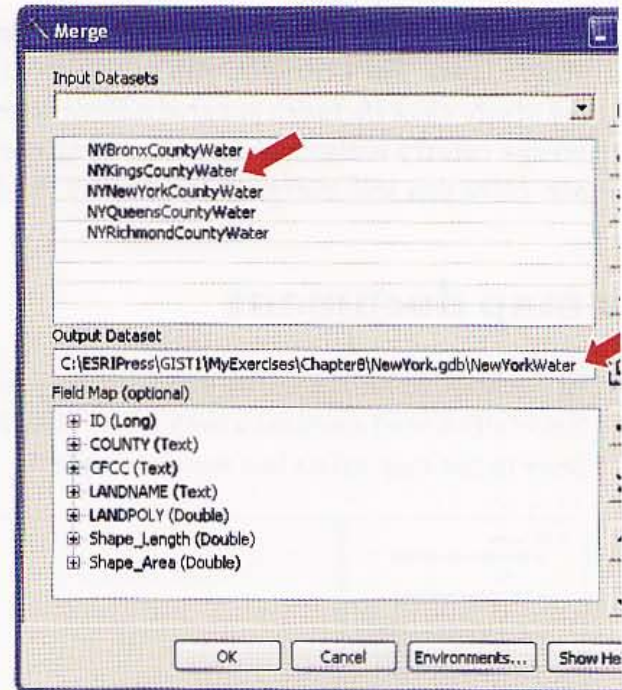 Merge
Input Datasets
NYBronxCountyWater
NYKingsCountyWater
NYNewYorkCountyWater
NYQueensCountyWater
NYRichmondCountyWater
Output Dataset
C:\ESRIPress\GIST1\MyExercises\Chapter8\NewYork.gdb\NewYorkWater
Field Map (optional)
ID (Long)
COUNTY (Text)
CFCC (Text)
LANDNAME (Text)
LANDPOLY (Double)
Shape_Length (Double)
Shape_Area (Double)
OK Cancel Environments... Show He